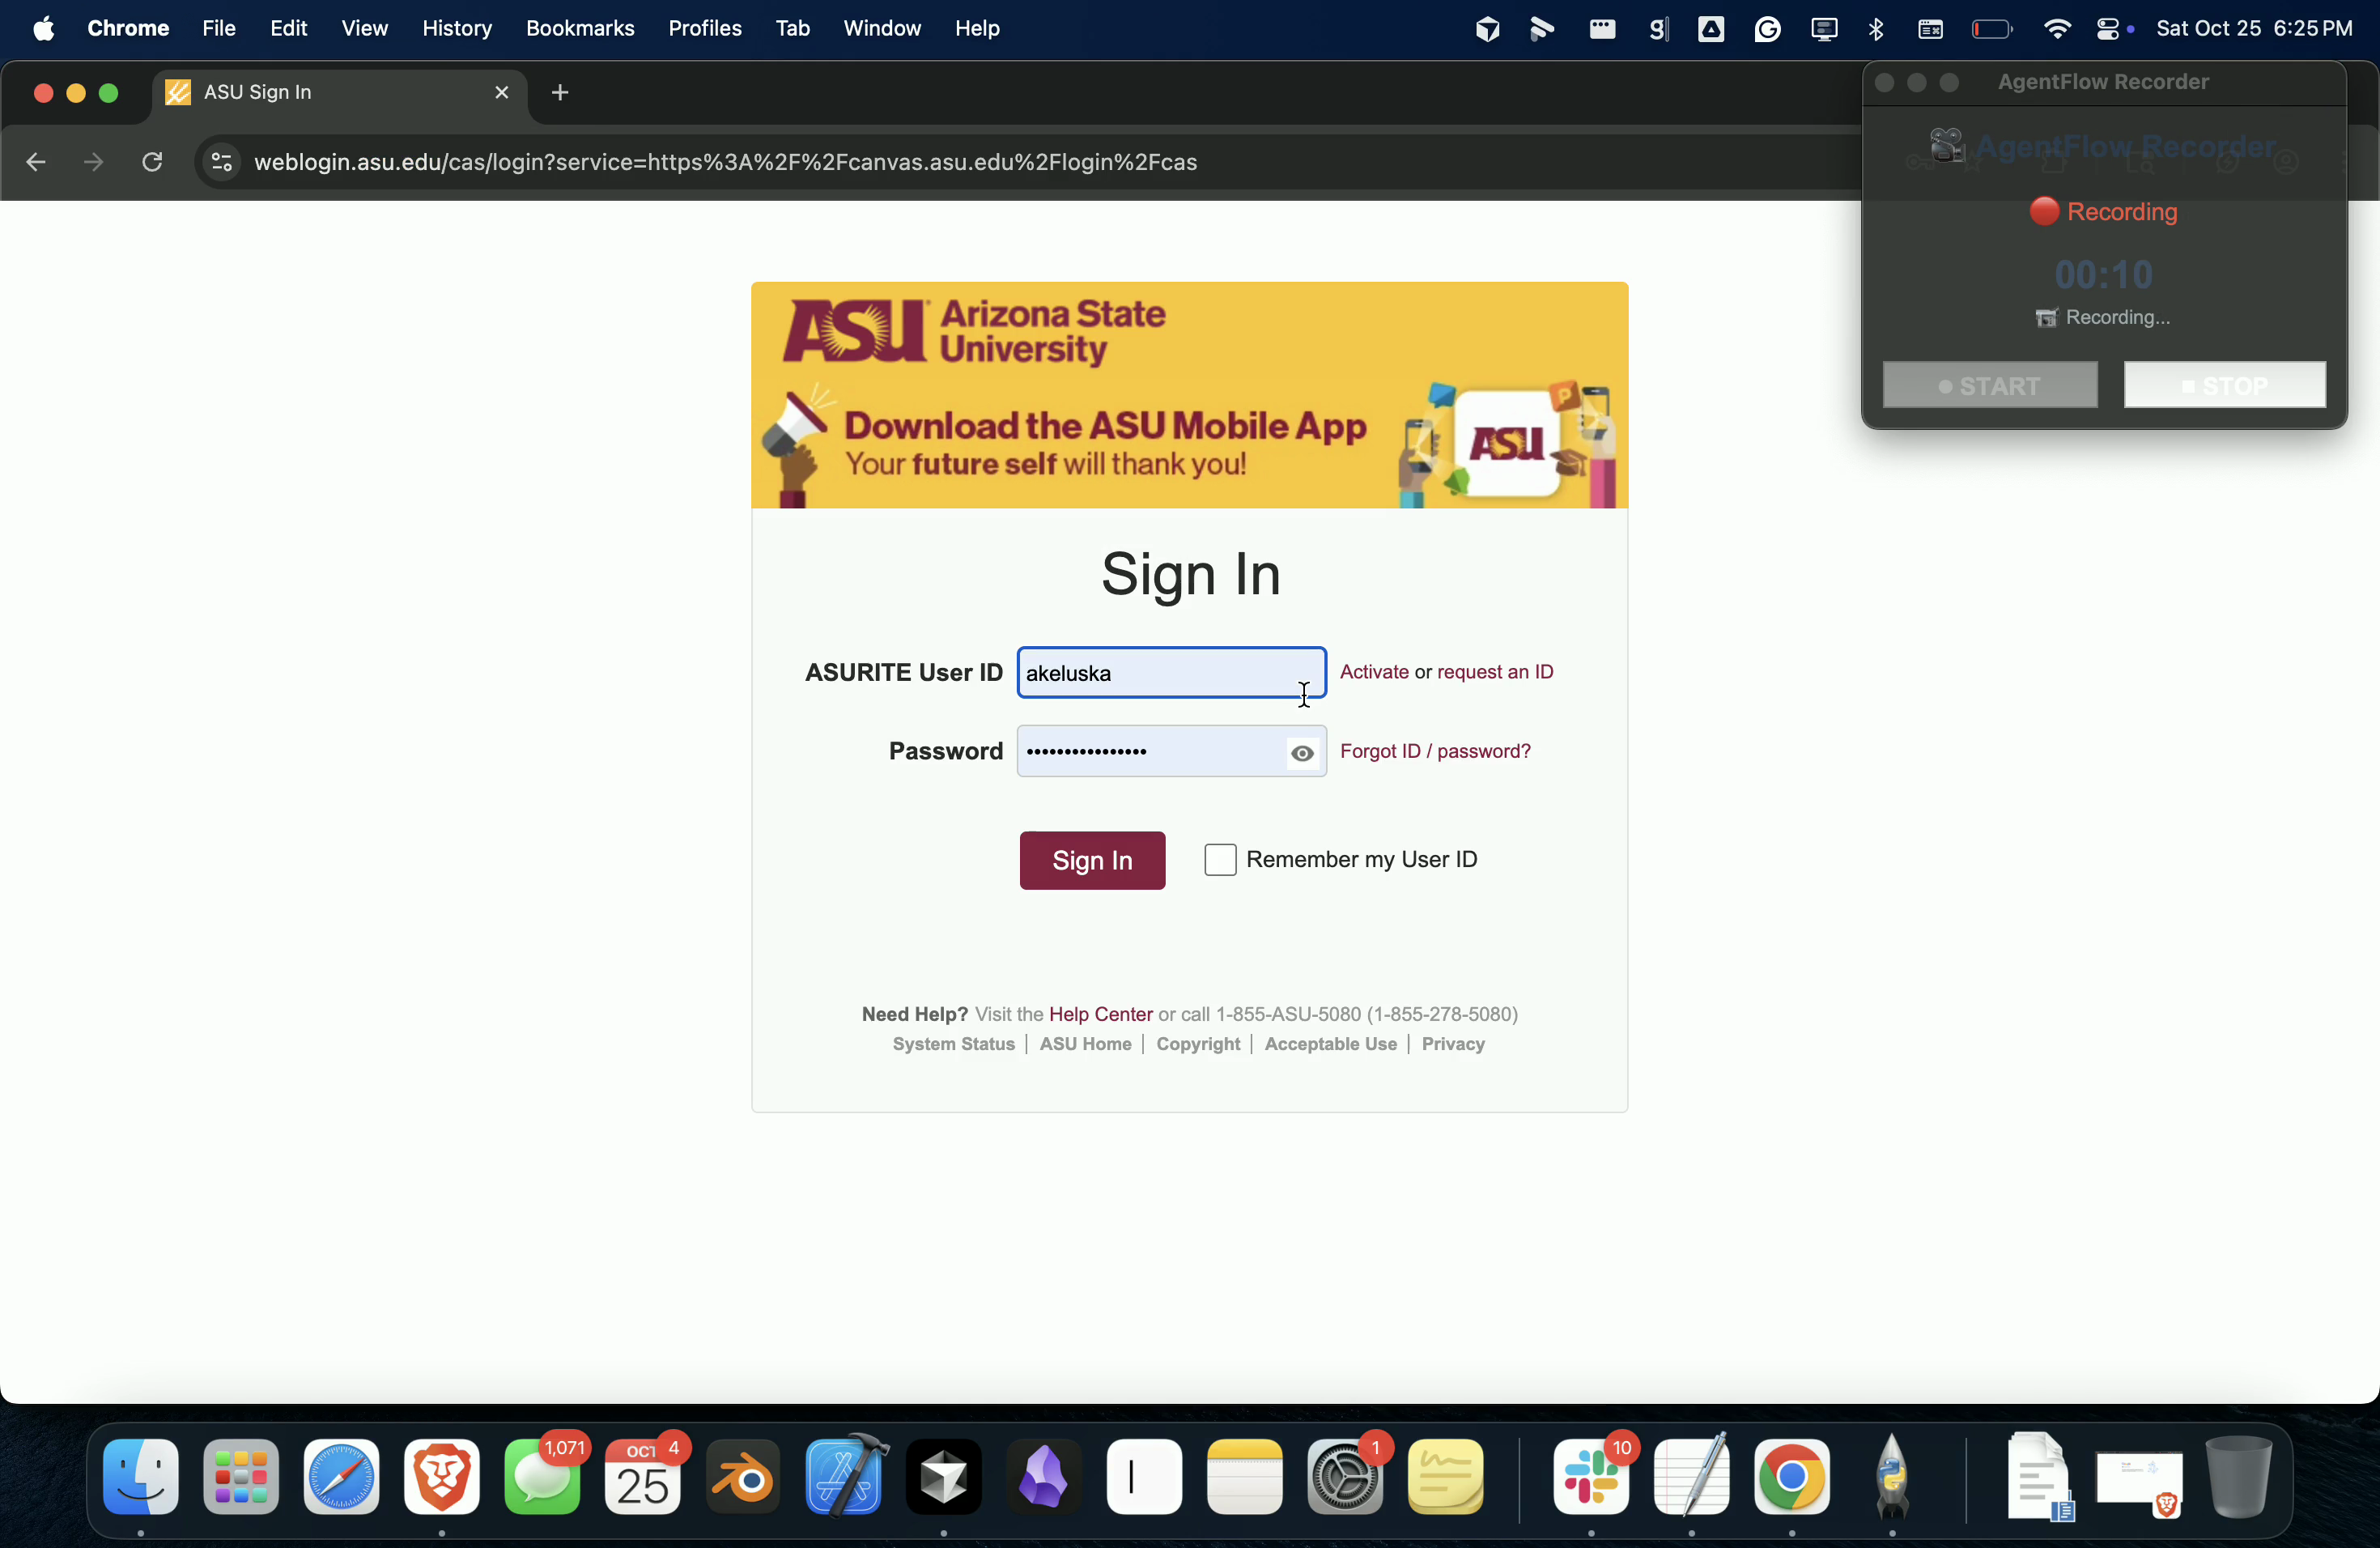 Chrome File Edit View History Bookmarks Profiles Tab Window Help
Sat Oct 25 6:25 PM
ASU Sign In
weblogin.asu.edu/cas/login?service=https%3A%2F%2Fcanvas.asu.edu%2Flogin%2Fcas
AgentFlow Recorder
AgentFlow Recorder
Recording
00:10
Recording...
START
STOP
ASU Arizona State
University
Download the ASU Mobile App
Your future self will thank you!
ASU
Sign In
ASURITE User ID akeluska Activate or request an ID
Password •••••••••••••••• Forgot ID / password?
Sign In Remember my User ID
Need Help? Visit the Help Center or call 1-855-ASU-5080 (1-855-278-5080)
System Status | ASU Home | Copyright | Acceptable Use | Privacy
1,071
OCT 4
25
1
10